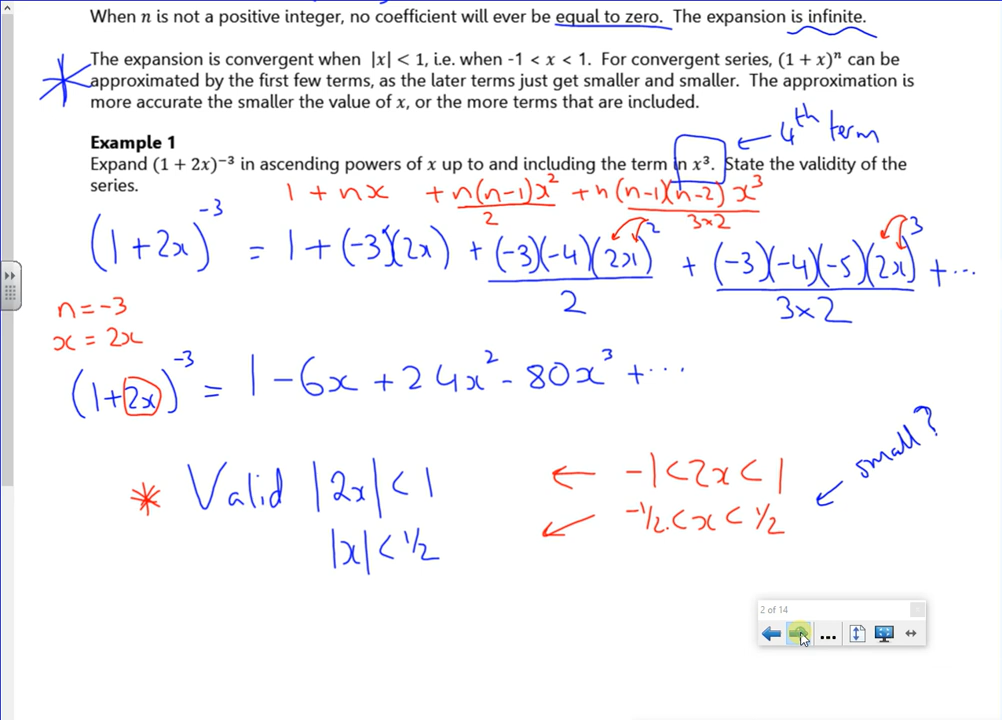 When n is not a positive integer, no coefficient will ever be equal to zero. The expansion is infinite.
The expansion is convergent when |x| < 1, i.e. when -1 < x < 1. For convergent series, (1 + x)ⁿ can be
approximated by the first few terms, as the later terms just get smaller and smaller. The approximation is
more accurate the smaller the value of x, or the more terms that are included.
← 4th term
Example 1
Expand (1 + 2x)⁻³ in ascending powers of x up to and including the term in x³. State the validity of the
series.
1 + nx + n(n-1)x²/2 + n(n-1)(n-2)x³/3×2
(1+2x)⁻³ = 1 + (-3)(2x) + (-3)(-4)(2x)²/2 + (-3)(-4)(-5)(2x)³/3×2 + ...
n = -3
x = 2x
(1+2x)⁻³ = 1 - 6x + 24x² - 80x³ + ...
small?
* Valid |2x| < 1 ← -1 < 2x < 1
|x| < ½ ← -½ < x < ½
2 of 14